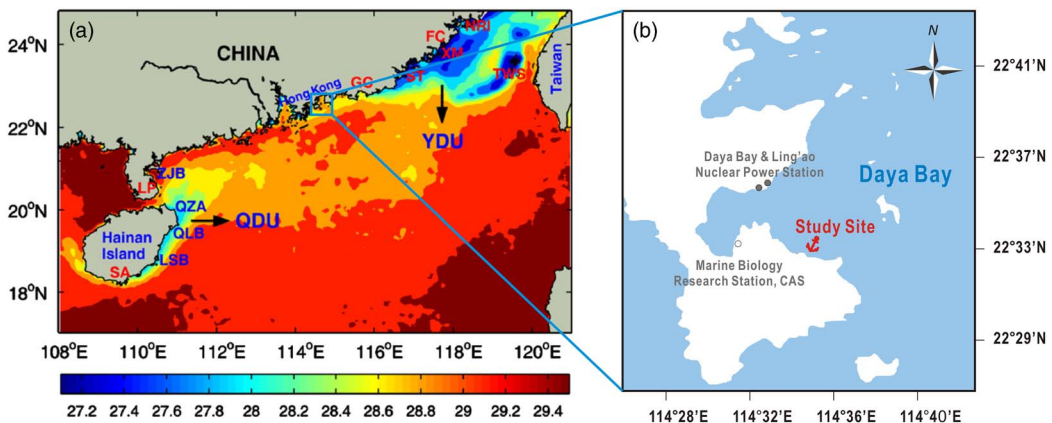 (a)
24°N
22°N
20°N
18°N
CHINA
FC
NRI
XM
GC
ST
TWS
Taiwan
Hong Kong
YDU
ZJB
LP
QZA
QDU
Hainan
Island
QLB
LSB
SA
108°E
110°E
112°E
114°E
116°E
118°E
120°E
27.2
27.4
27.6
27.8
28
28.2
28.4
28.6
28.8
29
29.2
29.4
(b)
N
22°41′N
22°37′N
22°33′N
22°29′N
Daya Bay & Ling'ao
Nuclear Power Station
Daya Bay
Study Site
Marine Biology
Research Station, CAS
114°28′E
114°32′E
114°36′E
114°40′E